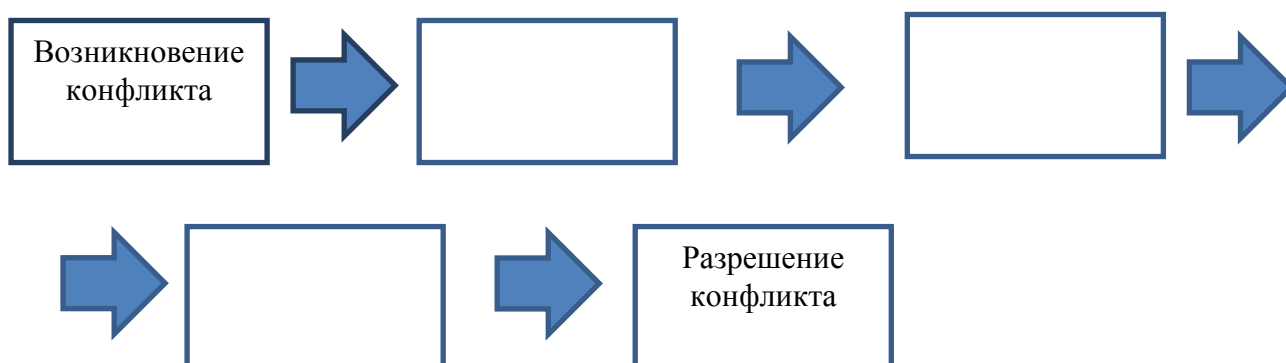 Возникновение
конфликта
Разрешение
конфликта